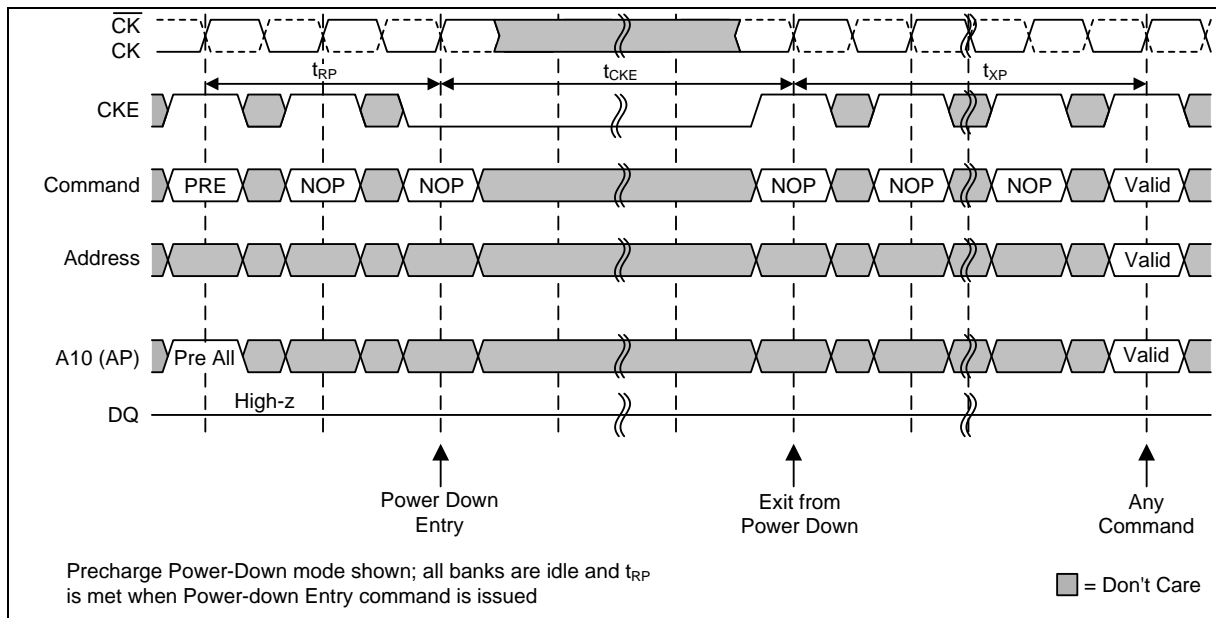 CK
CK
tRP
tCKE
tXP
CKE
Command
PRE
NOP
NOP
NOP
NOP
NOP
Valid
Address
Valid
A10 (AP)
Pre All
Valid
High-z
DQ
Power Down
Entry
Exit from
Power Down
Any
Command
Precharge Power-Down mode shown; all banks are idle and tRP
is met when Power-down Entry command is issued
= Don't Care